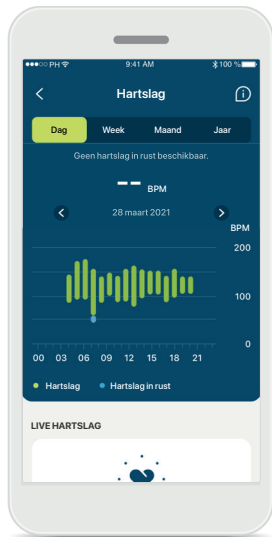 PH 9:41 AM 100 %
Hartslag
Dag Week Maand Jaar
Geen hartslag in rust beschikbaar.
-- BPM
28 maart 2021
BPM
200
100
0
00 03 06 09 12 15 18 21
Hartslag Hartslag in rust
LIVE HARTSLAG